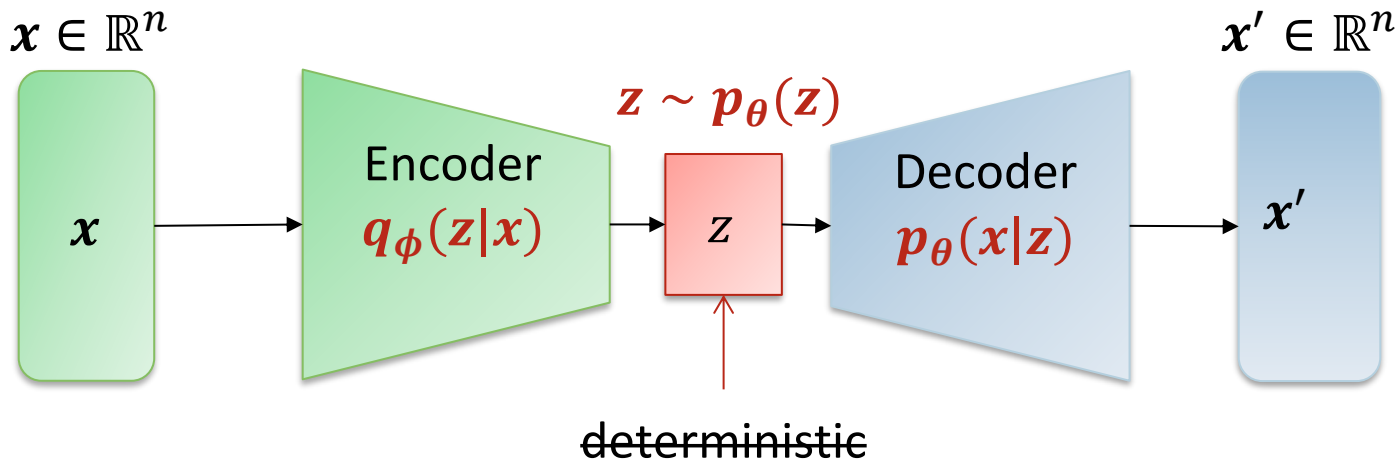 𝒙 ∈ ℝⁿ
𝒙′ ∈ ℝⁿ
𝒛 ~ 𝒑_θ(𝒛)
Encoder
𝒒_ϕ(𝒛|𝒙)
Decoder
𝒑_θ(𝒙|𝒛)
𝒙
z
𝒙′
deterministic